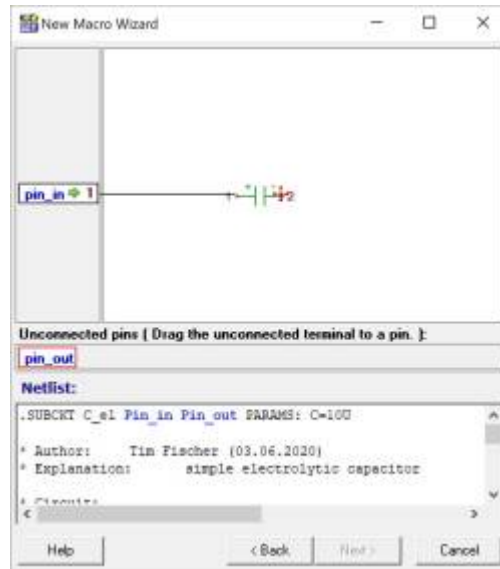 New Macro Wizard
pin_in 1
2
Unconnected pins ( Drag the unconnected terminal to a pin. ):
pin_out
Netlist:
.SUBCKT C_el Pin_in Pin_out PARAMS: C=10U
* Author: Tim Fischer (03.06.2020)
* Explanation: simple electrolytic capacitor
* Circuit:
Help
< Back
Next >
Cancel